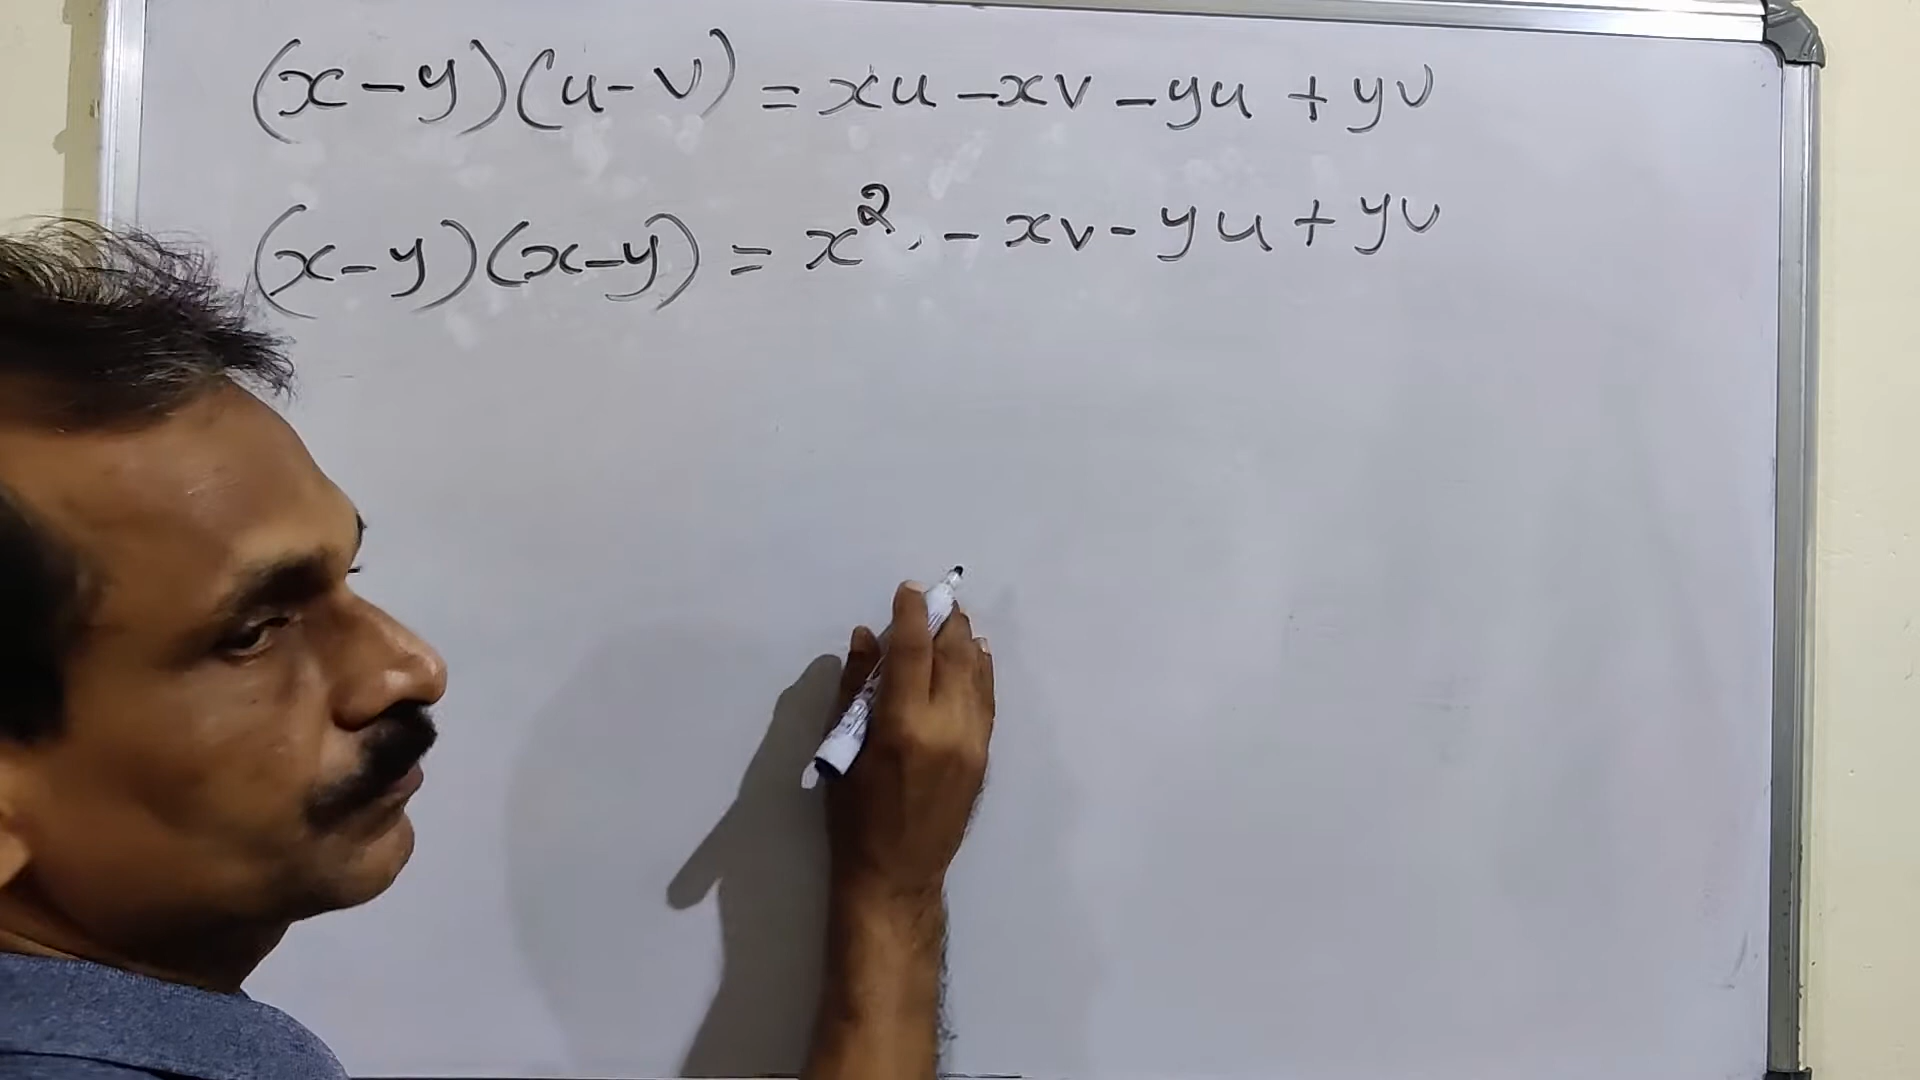 (x-y)(u-v) = xu -xv -yu + yv
(x-y)(x-y) = x². - xv - yu + yv